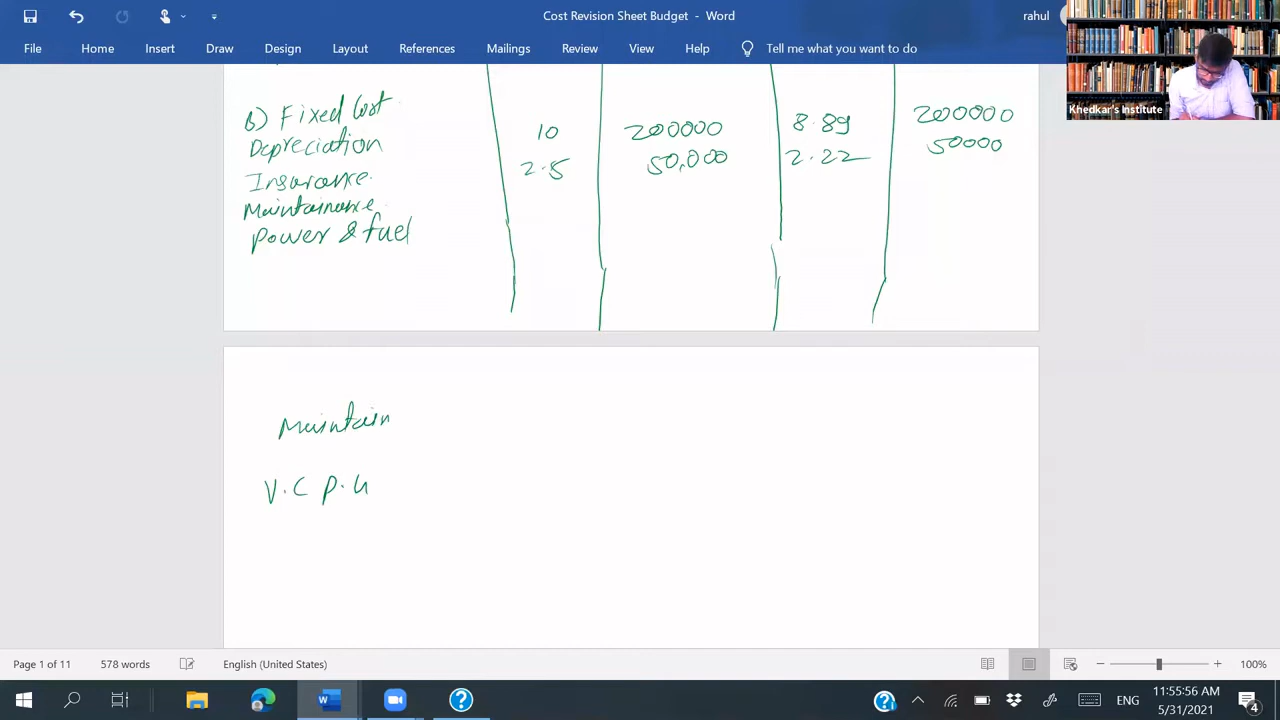 Cost Revision Sheet Budget - Word
rahul
File Home Insert Draw Design Layout References Mailings Review View Help Tell me what you want to do
Khedkar's Institute
B) Fixed Cost
Depreciation 10 200000 8.89 200000
Insurance 2.5 50,000 2.22 50000
Maintainance
Power & fuel
Maintain
V.C P.U
Page 1 of 11 578 words English (United States) 100%
ENG
11:55:56 AM
5/31/2021
4